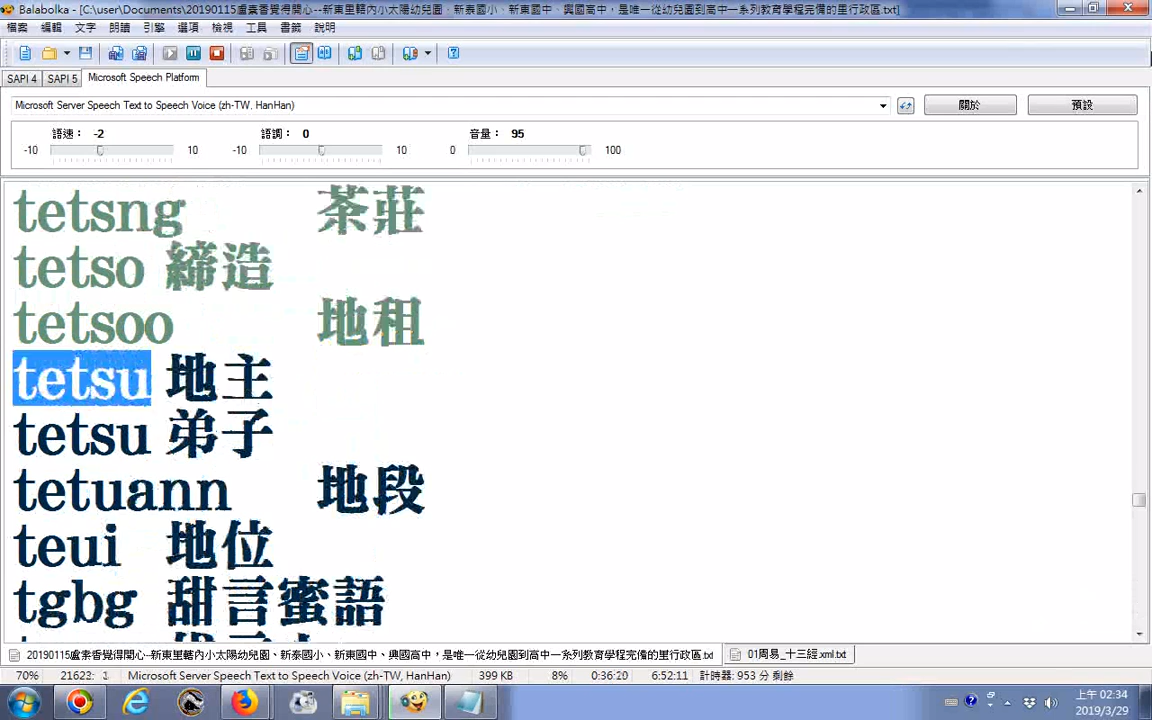 Balabolka - [C:\user\Documents\20190115盧素香覺得開心--新東里轄內小太陽幼兒園、新泰國小、新東國中、興國高中，是唯一從幼兒園到高中一系列教育學程完備的里行政區.txt]
檔案 編輯 文字 朗讀 引擎 選項 檢視 工具 書籤 說明
SAPI 4 SAPI 5 Microsoft Speech Platform
Microsoft Server Speech Text to Speech Voice (zh-TW, HanHan) 關於 預設
語速： -2 語調： 0 音量： 95
-10 10 -10 10 0 100
tetsng 茶莊
tetso 締造
tetsoo 地租
tetsu 地主
tetsu 弟子
tetuann 地段
teui 地位
tgbg 甜言蜜語
20190115盧素香覺得開心--新東里轄內小太陽幼兒園、新泰國小、新東國中、興國高中，是唯一從幼兒園到高中一系列教育學程完備的里行政區.txt 01周易_十三經.xml.txt
70% Microsoft Server Speech Text to Speech Voice (zh-TW, HanHan) 399 KB 8% 0:36:20 6:52:11 計時器: 953 分 剩餘
上午 02:34
2019/3/29